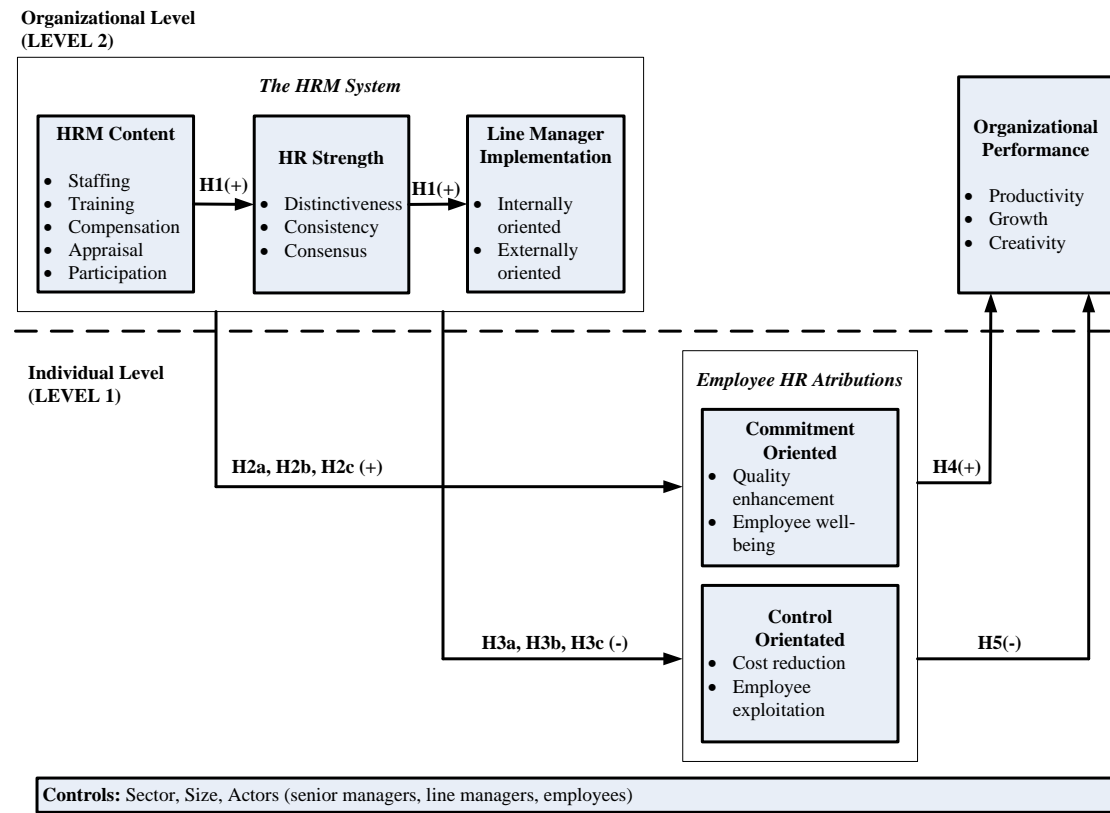 Organizational Level
(LEVEL 2)
The HRM System
HRM Content
• Staffing
• Training
• Compensation
• Appraisal
• Participation
H1(+)
HR Strength
• Distinctiveness
• Consistency
• Consensus
H1(+)
Line Manager
Implementation
• Internally
oriented
• Externally
oriented
Organizational
Performance
• Productivity
• Growth
• Creativity
Individual Level
(LEVEL 1)
Employee HR Atributions
Commitment
Oriented
• Quality
enhancement
• Employee well-
being
H2a, H2b, H2c (+)
H4(+)
Control
Orientated
• Cost reduction
• Employee
exploitation
H3a, H3b, H3c (-)
H5(-)
Controls: Sector, Size, Actors (senior managers, line managers, employees)